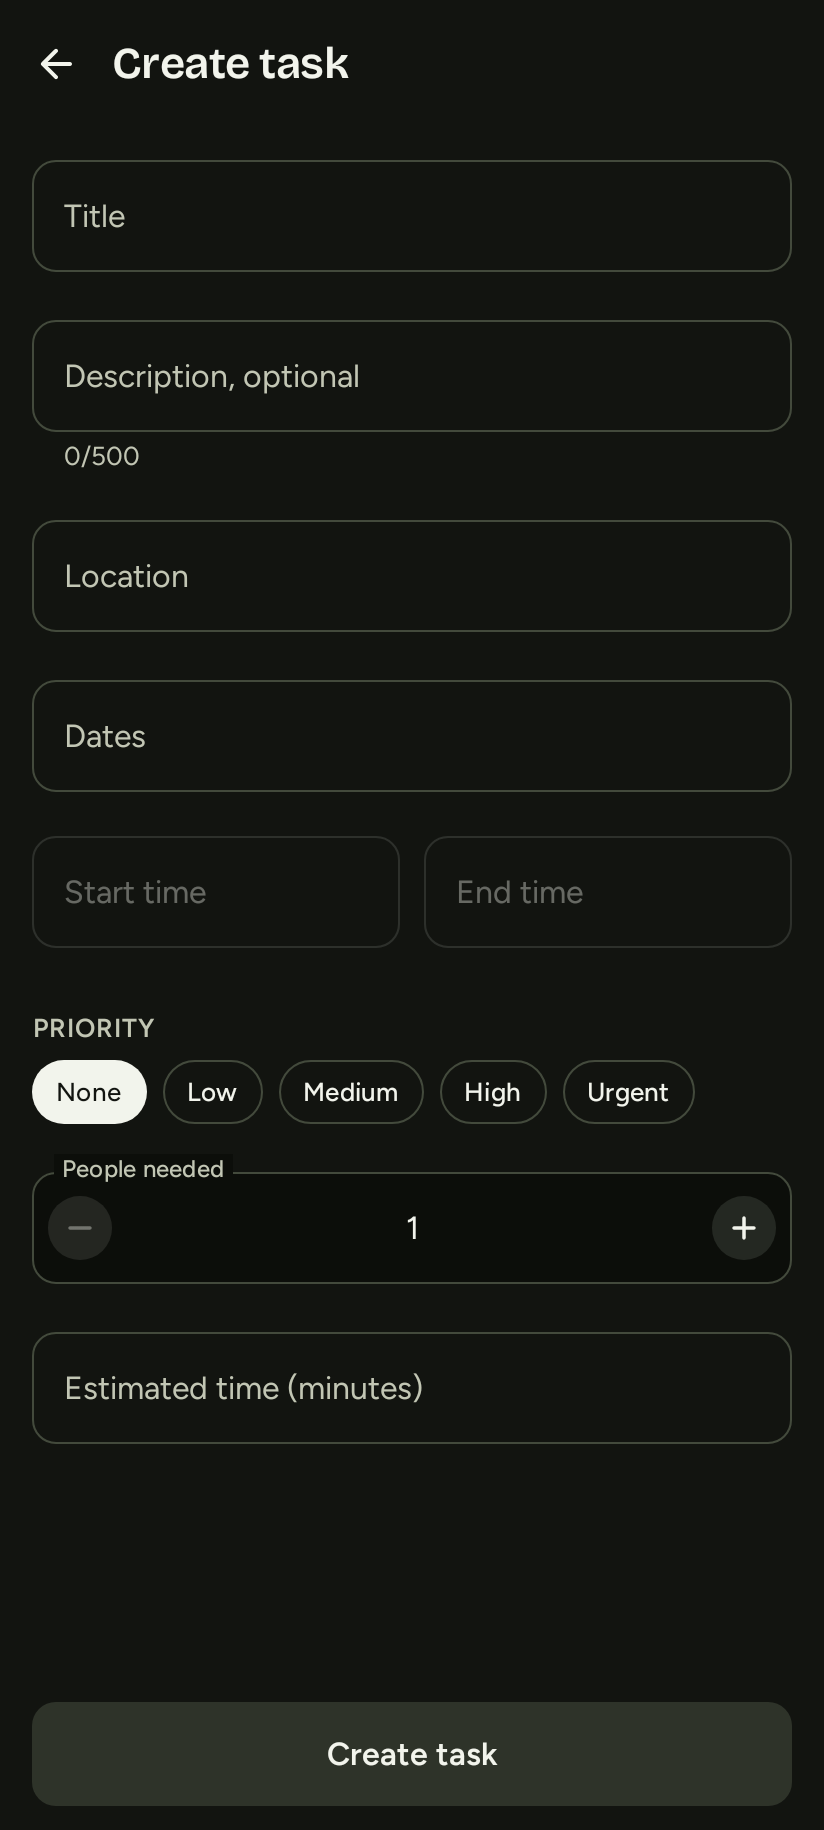 Create task
Title
Description, optional
0/500
Location
Dates
Start time End time
PRIORITY
None Low Medium High Urgent
People needed
1
Estimated time (minutes)
Create task